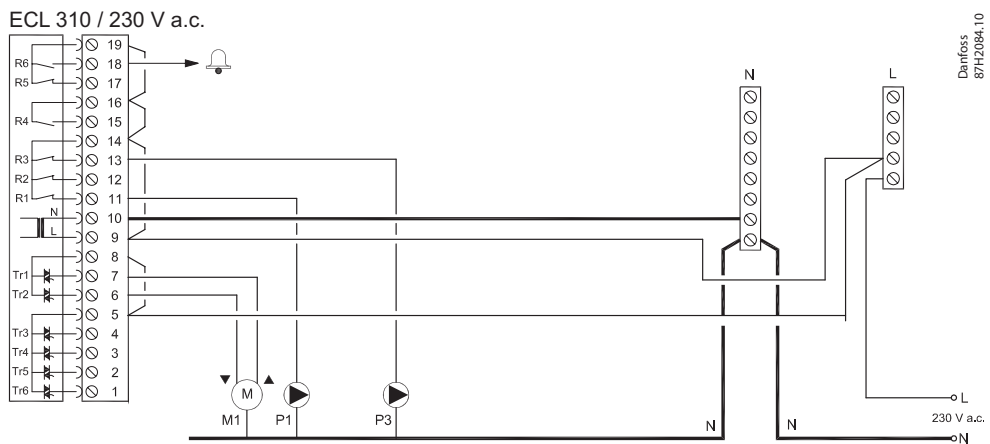 ECL 310 / 230 V a.c.
Danfoss
87H2084.10
19
R6 18
R5 17
16
R4 15
14
R3 13
R2 12
R1 11
N 10
L 9
8
Tr1 7
Tr2 6
5
Tr3 4
Tr4 3
Tr5 2
Tr6 1
N
L
M
M1
P1
P3
N
N
L
230 V a.c.
N